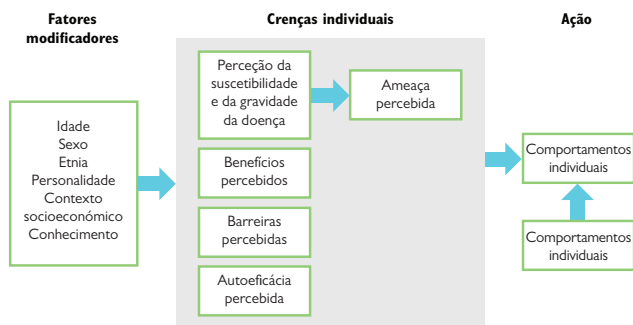 Fatores
modificadores
Crenças individuais
Ação
Idade
Sexo
Etnia
Personalidade
Contexto
socioeconómico
Conhecimento
Perceção da
suscetibilidade
e da gravidade
da doença
Ameaça
percebida
Benefícios
percebidos
Barreiras
percebidas
Autoeficácia
percebida
Comportamentos
individuais
Comportamentos
individuais